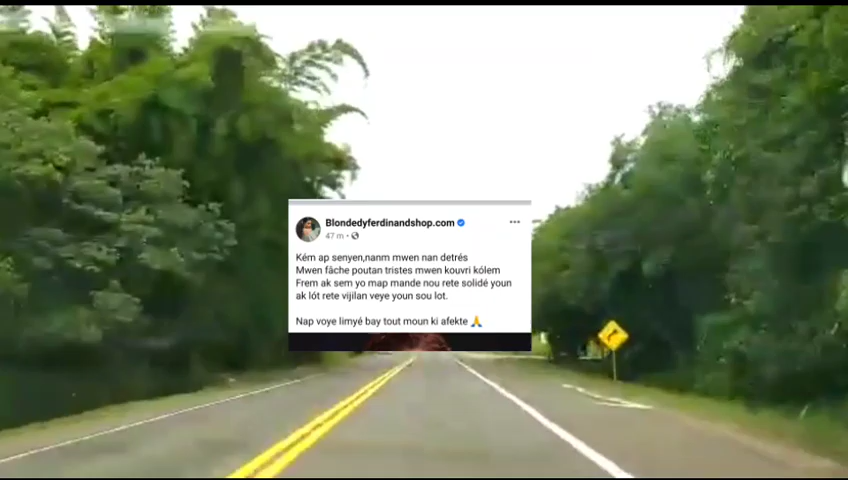 Blondedyferdinandshop.com
47 m
Kém ap senyen,nanm mwen nan detrés
Mwen fâche poutan tristes mwen kouvri kólem
Frem ak sem yo map mande nou rete solidé youn
ak lót rete vijilan veye youn sou lot.
Nap voye limyé bay tout moun ki afekte 🙏